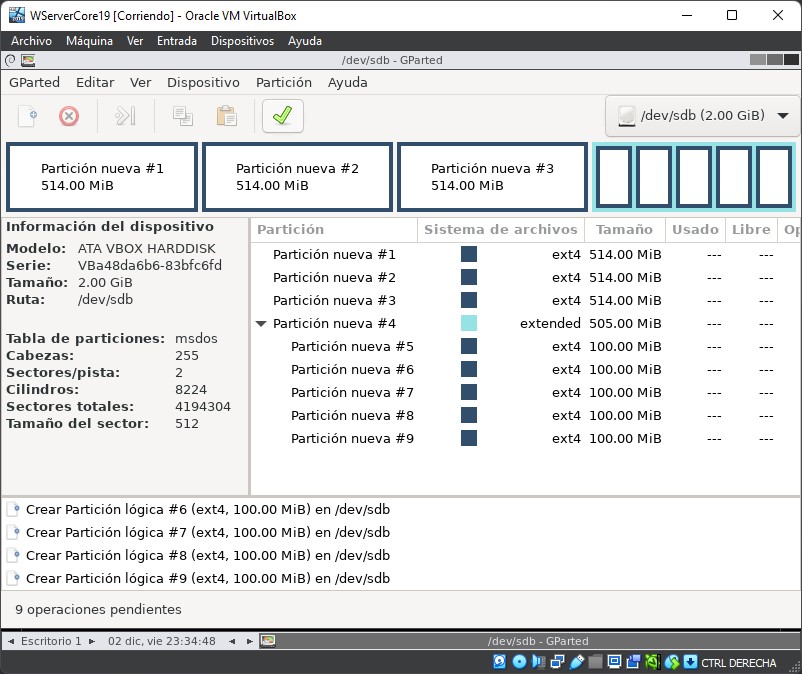 WServerCore19 [Corriendo] - Oracle VM VirtualBox
Archivo Máquina Ver Entrada Dispositivos Ayuda
/dev/sdb - GParted
GParted Editar Ver Dispositivo Partición Ayuda
/dev/sdb (2.00 GiB)
Partición nueva #1
514.00 MiB
Partición nueva #2
514.00 MiB
Partición nueva #3
514.00 MiB
Información del dispositivo
Modelo: ATA VBOX HARDDISK
Serie: VBa48da6b6-83bfc6fd
Tamaño: 2.00 GiB
Ruta: /dev/sdb
Tabla de particiones: msdos
Cabezas: 255
Sectores/pista: 2
Cilindros: 8224
Sectores totales: 4194304
Tamaño del sector: 512
Partición Sistema de archivos Tamaño Usado Libre Op
Partición nueva #1 ext4 514.00 MiB --- ---
Partición nueva #2 ext4 514.00 MiB --- ---
Partición nueva #3 ext4 514.00 MiB --- ---
Partición nueva #4 extended 505.00 MiB --- ---
Partición nueva #5 ext4 100.00 MiB --- ---
Partición nueva #6 ext4 100.00 MiB --- ---
Partición nueva #7 ext4 100.00 MiB --- ---
Partición nueva #8 ext4 100.00 MiB --- ---
Partición nueva #9 ext4 100.00 MiB --- ---
Crear Partición lógica #6 (ext4, 100.00 MiB) en /dev/sdb
Crear Partición lógica #7 (ext4, 100.00 MiB) en /dev/sdb
Crear Partición lógica #8 (ext4, 100.00 MiB) en /dev/sdb
Crear Partición lógica #9 (ext4, 100.00 MiB) en /dev/sdb
9 operaciones pendientes
Escritorio 1 02 dic, vie 23:34:48 /dev/sdb - GParted
CTRL DERECHA